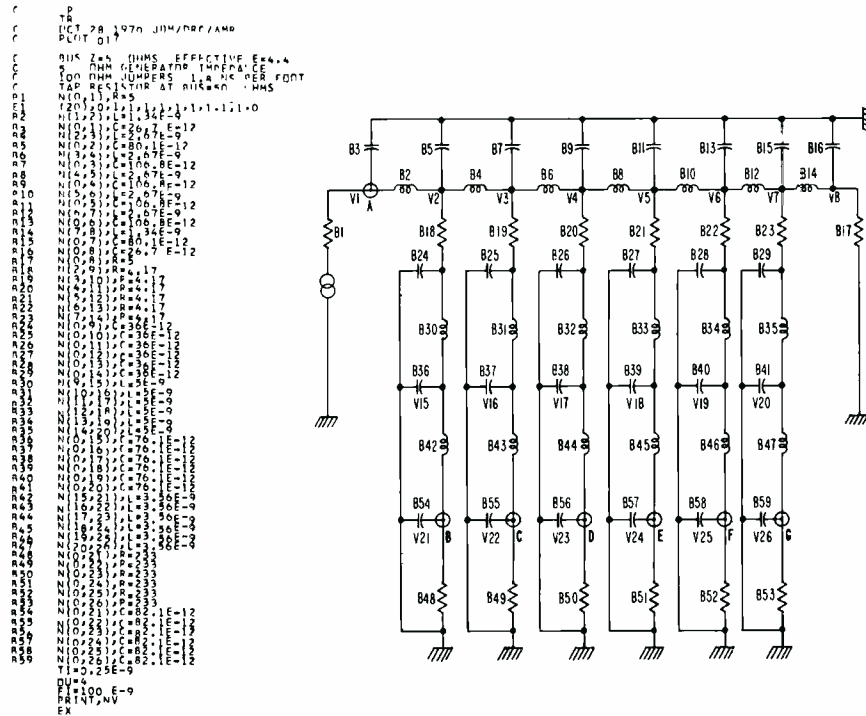 C P
TR
C OCT 28 1970 JDM/DRC/AMR
C PLOT 017
C BUS Z=5 OHMS EFFECTIVE E=4.4
C 5 OHM GENERATOR IMPEDANCE
C 100 OHM JUMPERS 1.8 NS PER FOOT
C TAP RESISTOR AT BUS=50 OHMS
B1 N(0,1),R=5
E1
B2 N(1,2),L=1.34E-9
B3 N(0,1),C=26.7 E-12
B4 N(2,3),L=2.67E-9
B5 N(0,2),C=80.1E-12
B6 N(3,4),L=2.67E-9
B7 N(0,3),C=106.8E-12
B8 N(4,5),L=2.67E-9
B9 N(0,4),C=106.8E-12
B10 N(5,6),L=2.67E-9
B11 N(0,5),C=106.8E-12
B12 N(6,7),L=2.67E-9
B13 N(0,6),C=106.8E-12
B14 N(7,8),L=1.34E-9
B15 N(0,7),C=80.1E-12
B16 N(0,8),C=26.7 E-12
B17 N(0,8),R=5
B18 N(2,9),R=4.17
B19 N(3,10),R=4.17
B20 N(4,11),R=4.17
B21 N(5,12),R=4.17
B22 N(6,13),R=4.17
B23 N(7,14),R=4.17
B24 N(0,9),C=36E-12
B25 N(0,10),C=36E-12
B26 N(0,11),C=36E-12
B27 N(0,12),C=36E-12
B28 N(0,13),C=36E-12
B29 N(0,14),C=36E-12
B30 N(9,15),L=5E-9
B31 N(10,16),L=5E-9
B32 N(11,17),L=5E-9
B33 N(12,18),L=5E-9
B34 N(13,19),L=5E-9
B35 N(14,20),L=5E-9
B36 N(0,15),C=76.1E-12
B37 N(0,16),C=76.1E-12
B38 N(0,17),C=76.1E-12
B39 N(0,18),C=76.1E-12
B40 N(0,19),C=76.1E-12
B41 N(0,20),C=76.1E-12
B42 N(15,21),L=3.56E-9
B43 N(16,22),L=3.56E-9
B44 N(17,23),L=3.56E-9
B45 N(18,24),L=3.56E-9
B46 N(19,25),L=3.56E-9
B47 N(20,26),L=3.56E-9
B48 N(0,21),R=233
B49 N(0,22),R=233
B50 N(0,23),R=233
B51 N(0,24),R=233
B52 N(0,25),R=233
B53 N(0,26),R=233
B54 N(0,21),C=82.1E-12
B55 N(0,22),C=82.1E-12
B56 N(0,23),C=82.1E-12
B57 N(0,24),C=82.1E-12
B58 N(0,25),C=82.1E-12
B59 N(0,26),C=82.1E-12
TI=0.25E-9
OU=4
FI=100 E-9
PRINT,NV
EX
B3 B5 B7 B9 B11 B13 B15 B16
B2 B4 B6 B8 B10 B12 B14
V1 A V2 V3 V4 V5 V6 V7 V8
B1 B18 B19 B20 B21 B22 B23 B17
B24 B25 B26 B27 B28 B29
B30 B31 B32 B33 B34 B35
B36 B37 B38 B39 B40 B41
V15 V16 V17 V18 V19 V20
B42 B43 B44 B45 B46 B47
B54 B55 B56 B57 B58 B59
V21 B V22 C V23 D V24 E V25 F V26 G
B48 B49 B50 B51 B52 B53